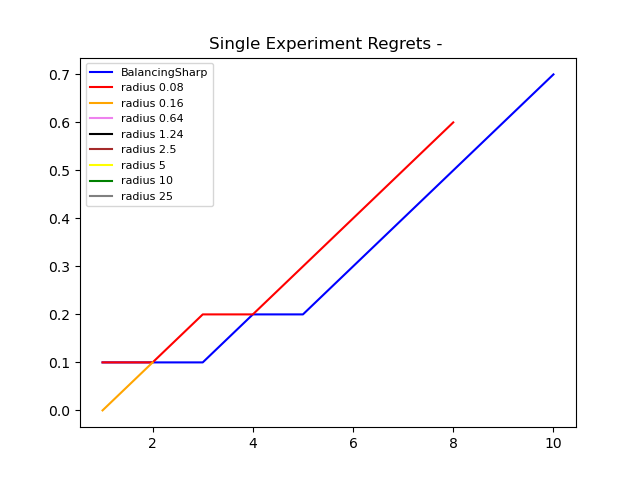 Single Experiment Regrets -
BalancingSharp
radius 0.08
radius 0.16
radius 0.64
radius 1.24
radius 2.5
radius 5
radius 10
radius 25
0.7
0.6
0.5
0.4
0.3
0.2
0.1
0.0
2 4 6 8 10